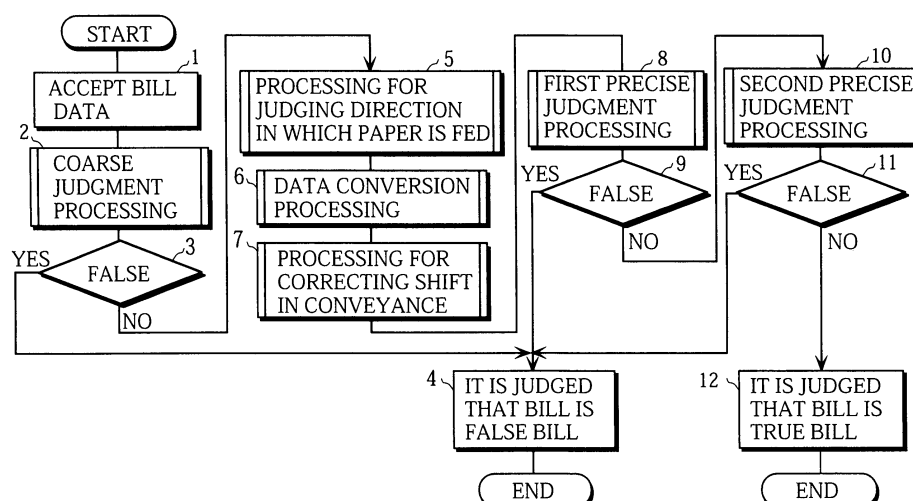 START
1
ACCEPT BILL
DATA
2
COARSE
JUDGMENT
PROCESSING
3
YES
FALSE
NO
5
PROCESSING FOR
JUDGING DIRECTION
IN WHICH PAPER IS FED
6
DATA CONVERSION
PROCESSING
7
PROCESSING FOR
CORRECTING SHIFT
IN CONVEYANCE
8
FIRST PRECISE
JUDGMENT
PROCESSING
9
YES
FALSE
NO
10
SECOND PRECISE
JUDGMENT
PROCESSING
11
YES
FALSE
NO
4
IT IS JUDGED
THAT BILL IS
FALSE BILL
END
12
IT IS JUDGED
THAT BILL IS
TRUE BILL
END